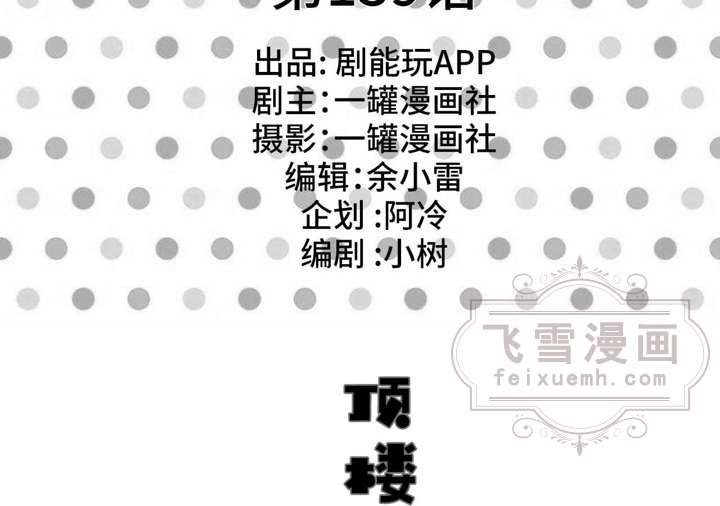 出品: 剧能玩APP
剧主：一罐漫画社
摄影：一罐漫画社
编辑：余小雷
企划 :阿冷
编剧 :小树
飞雪漫画
feixuemh.com
顶
楼